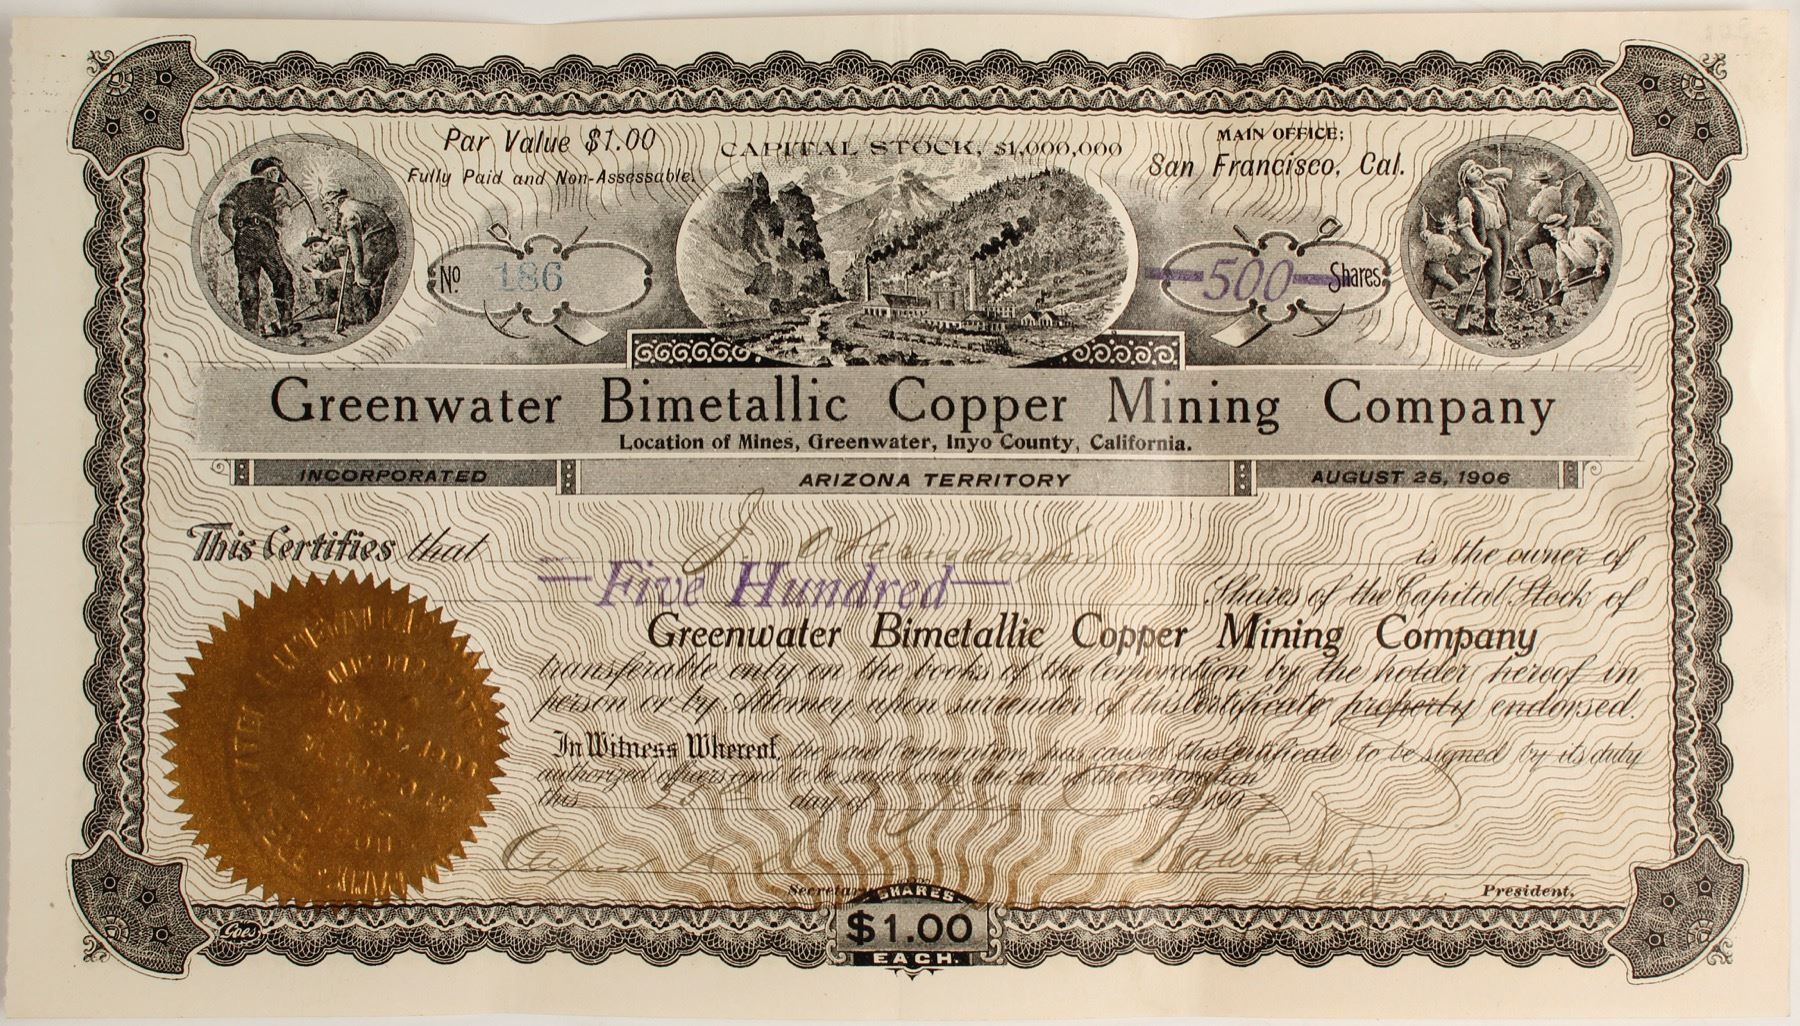 Par Value $1.00
Fully Paid and Non-Assessable.
CAPITAL STOCK, $1,000,000
MAIN OFFICE;
San Francisco, Cal.
No. 186
500 Shares
Greenwater Bimetallic Copper Mining Company
Location of Mines, Greenwater, Inyo County, California.
INCORPORATED ARIZONA TERRITORY AUGUST 25, 1906
This Certifies that J. is the owner of
Five Hundred Shares of the Capital Stock of
Greenwater Bimetallic Copper Mining Company
transferable only on the books of the Corporation by the holder hereof in
person or by Attorney upon surrender of this Certificate property endorsed.
In Witness Whereof, the said Corporation has caused this Certificate to be signed by its duly
authorized officers and to be sealed with the Seal of the Corporation
this day of July A.D. 1907
Secretary President.
Goes
SHARES
$1.00
EACH.